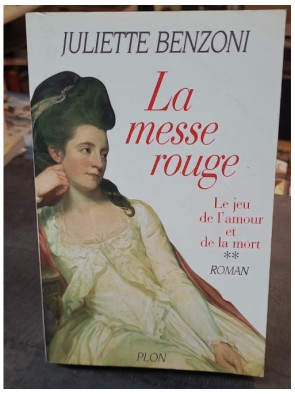 JULIETTE BENZONI
La
messe
rouge
Le jeu
de l'amour
et
de la mort
**
ROMAN
PLON